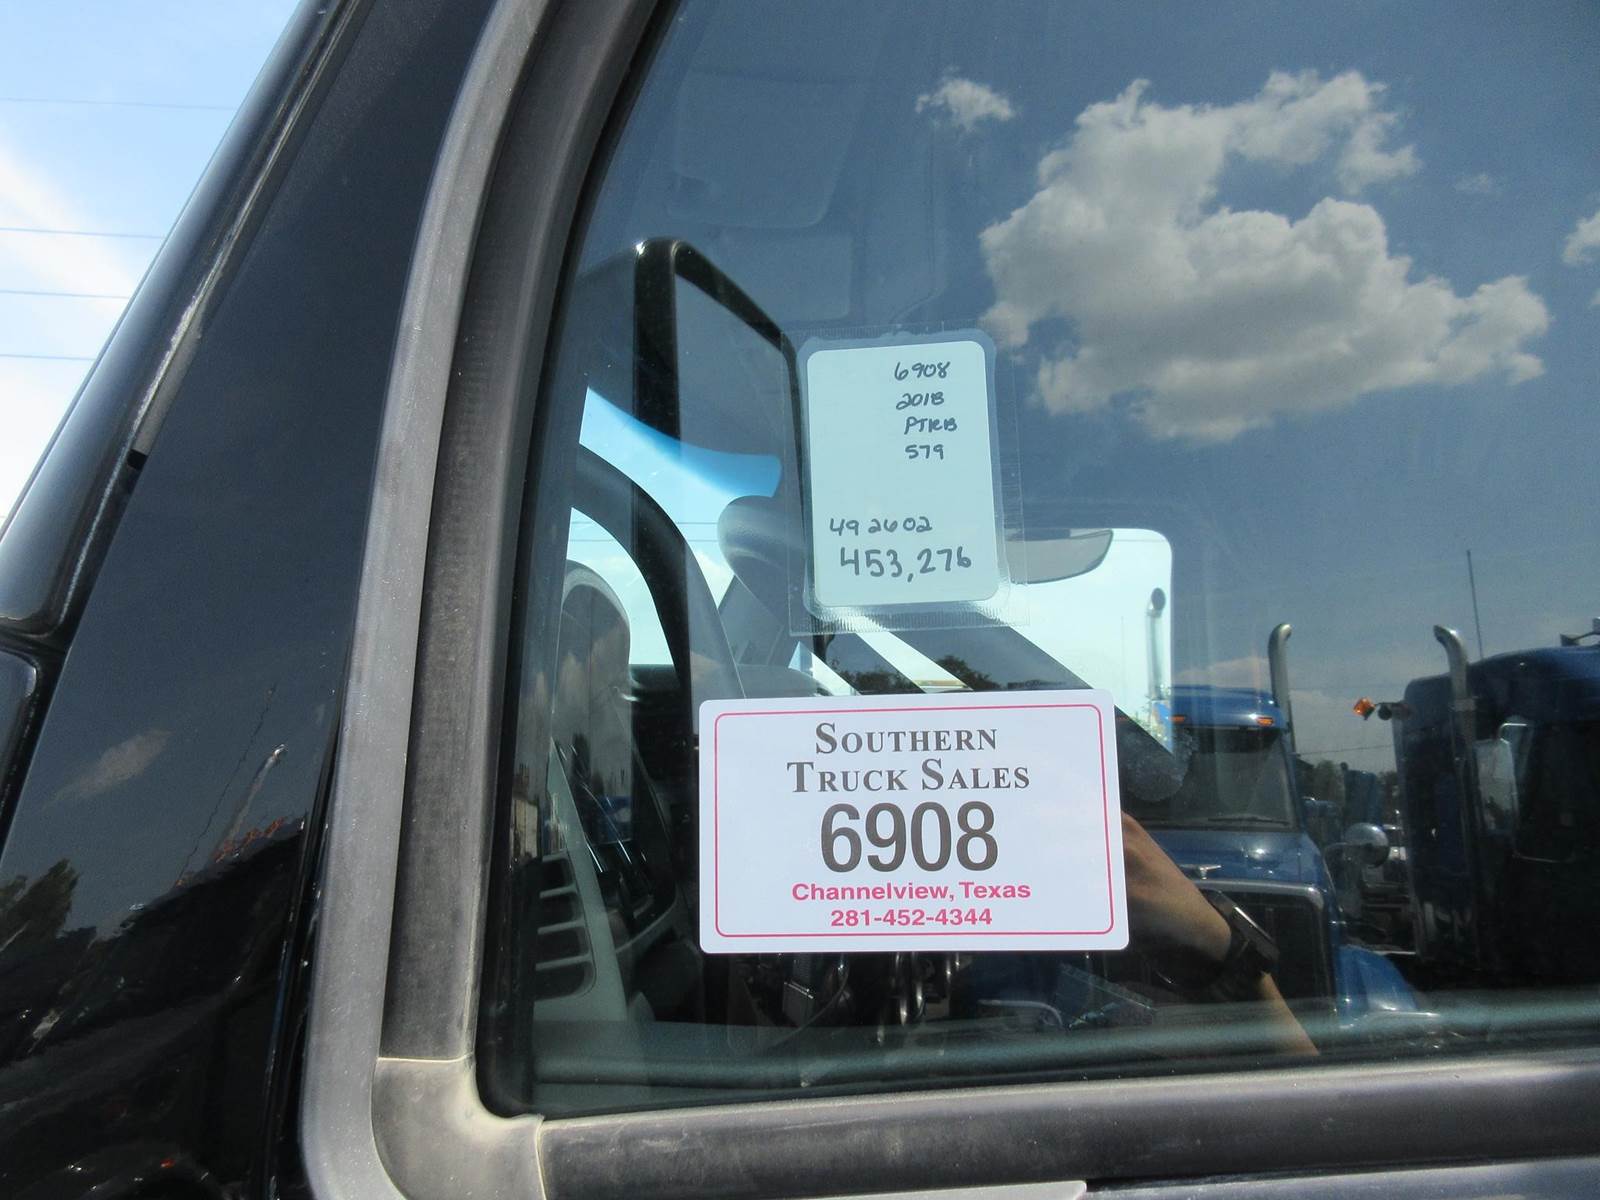 6908
2018
PTRB
579
492602
453,276
SOUTHERN
TRUCK SALES
6908
Channelview, Texas
281-452-4344